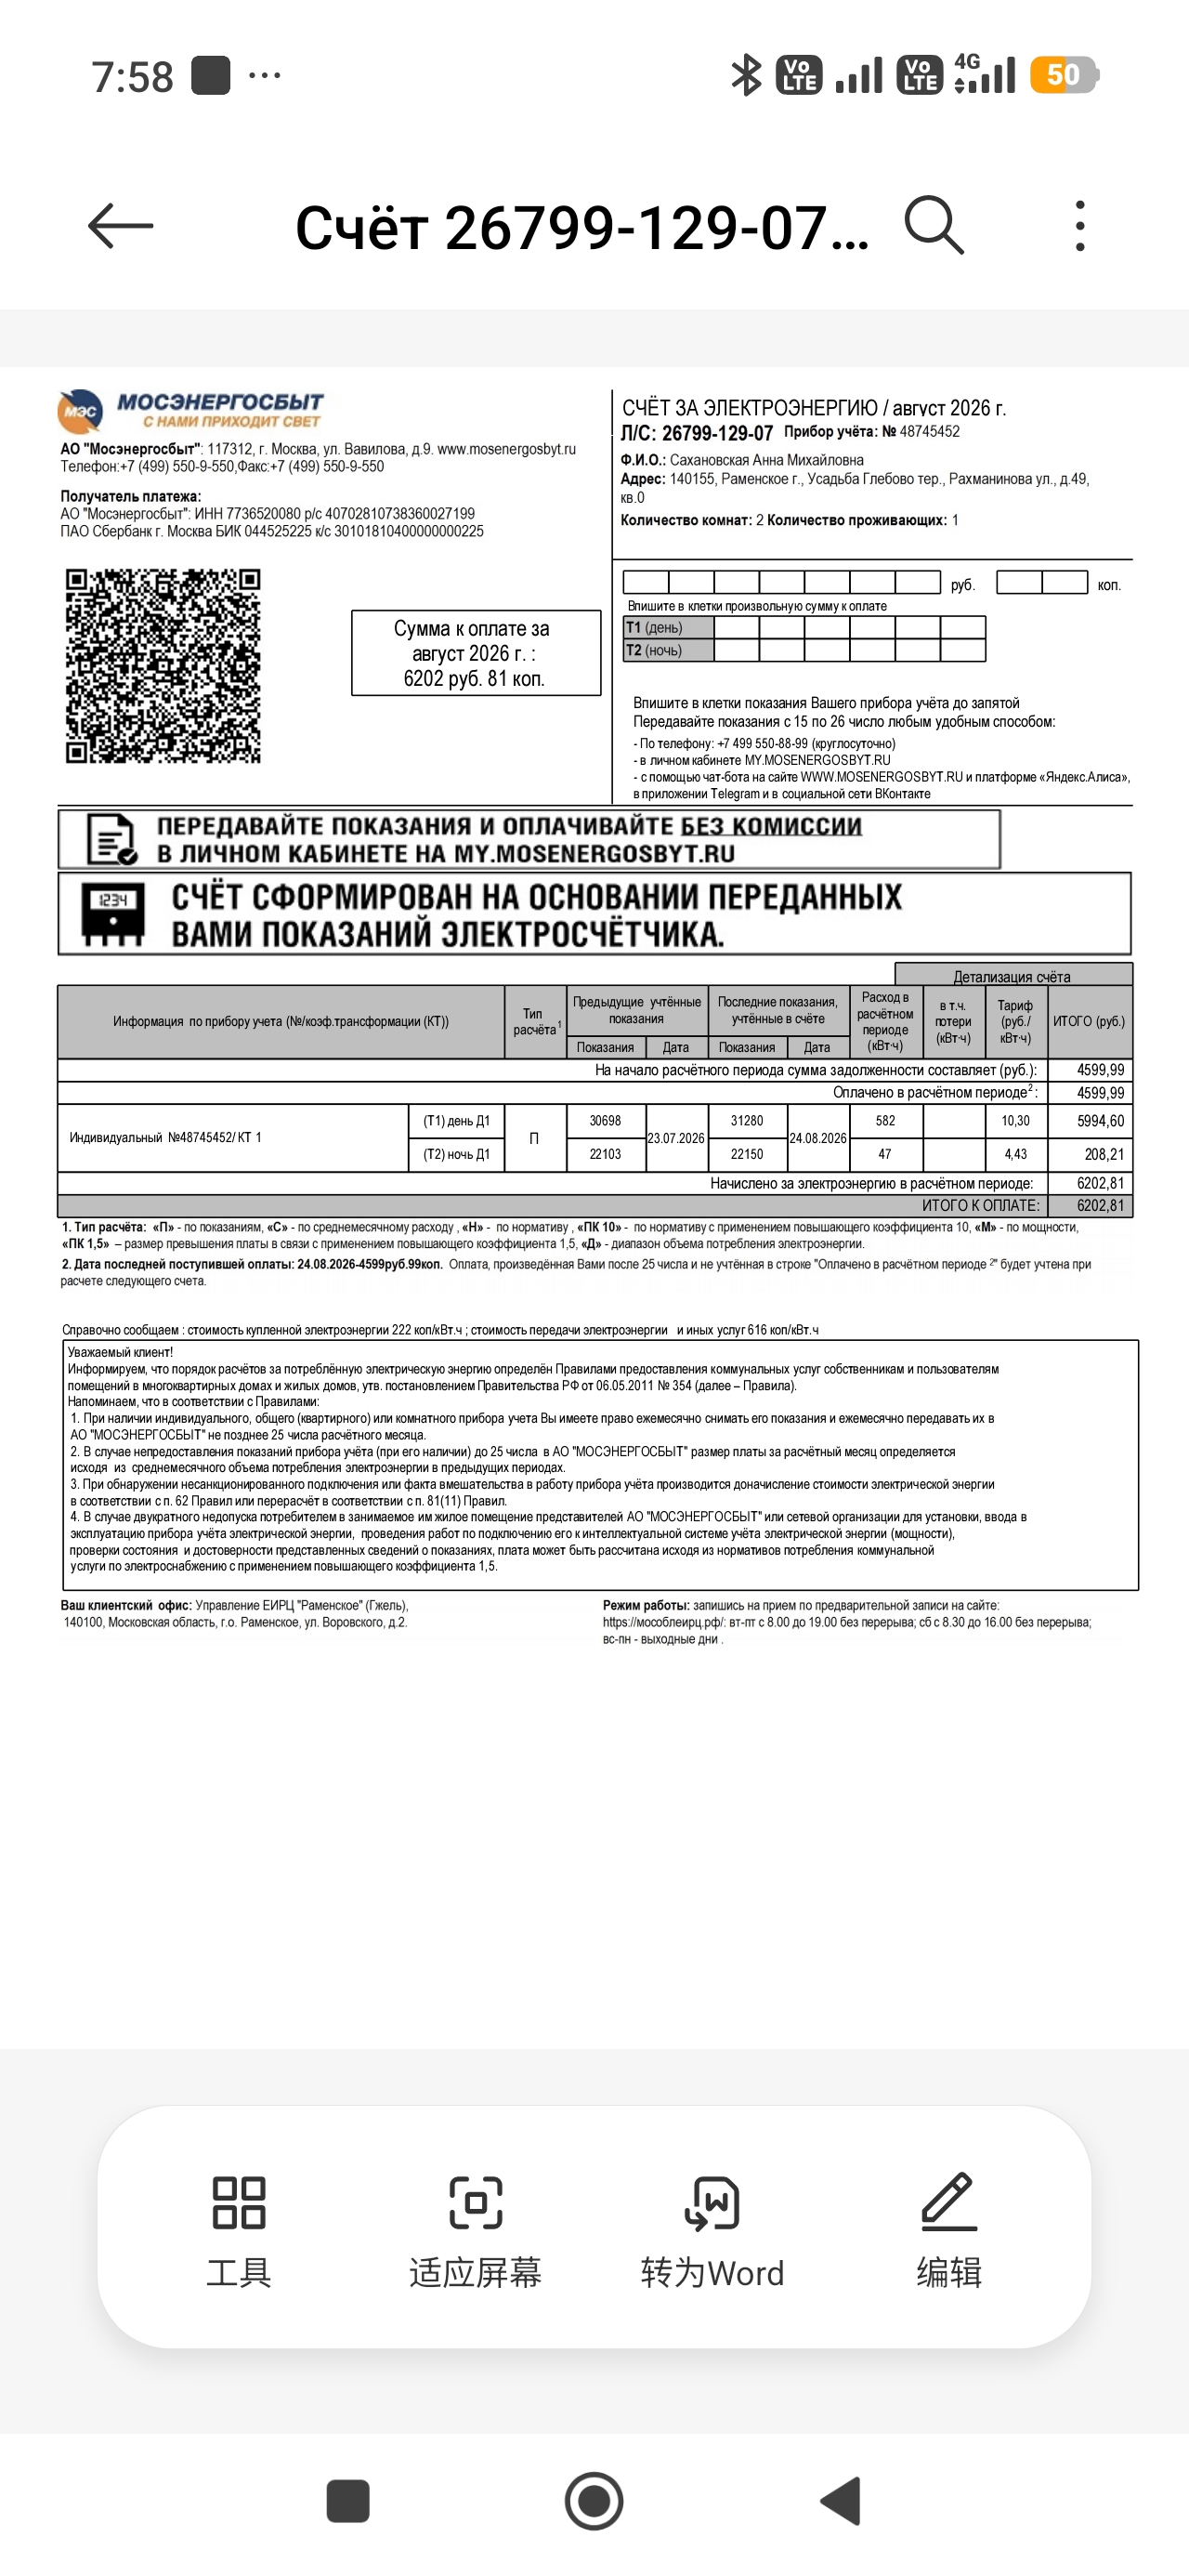 7:58
Vo LTE Vo LTE 4G 50
Счёт 26799-129-07...
МЭС МОСЭНЕРГОСБЫТ
С НАМИ ПРИХОДИТ СВЕТ
АО "Мосэнергосбыт": 117312, г. Москва, ул. Вавилова, д.9. www.mosenergosbyt.ru
Телефон:+7 (499) 550-9-550,Факс:+7 (499) 550-9-550
Получатель платежа:
АО "Мосэнергосбыт": ИНН 7736520080 р/с 40702810738360027199
ПАО Сбербанк г. Москва БИК 044525225 к/с 30101810400000000225
Сумма к оплате за
август 2026 г. :
6202 руб. 81 коп.
СЧЁТ ЗА ЭЛЕКТРОЭНЕРГИЮ / август 2026 г.
Л/С: 26799-129-07 Прибор учёта: № 48745452
Ф.И.О.: Сахановская Анна Михайловна
Адрес: 140155, Раменское г., Усадьба Глебово тер., Рахманинова ул., д.49,
кв.0
Количество комнат: 2 Количество проживающих: 1
руб. коп.
Впишите в клетки произвольную сумму к оплате
Т1 (день)
Т2 (ночь)
Впишите в клетки показания Вашего прибора учёта до запятой
Передавайте показания с 15 по 26 число любым удобным способом:
- По телефону: +7 499 550-88-99 (круглосуточно)
- в личном кабинете MY.MOSENERGOSBYT.RU
- с помощью чат-бота на сайте WWW.MOSENERGOSBYT.RU и платформе «Яндекс.Алиса»,
в приложении Telegram и в социальной сети ВКонтакте
ПЕРЕДАВАЙТЕ ПОКАЗАНИЯ И ОПЛАЧИВАЙТЕ БЕЗ КОМИССИИ
В ЛИЧНОМ КАБИНЕТЕ НА MY.MOSENERGOSBYT.RU
1234
СЧЁТ СФОРМИРОВАН НА ОСНОВАНИИ ПЕРЕДАННЫХ
ВАМИ ПОКАЗАНИЙ ЭЛЕКТРОСЧЁТЧИКА.
Детализация счёта
Информация по прибору учета (№/коэф.трансформации (КТ)) Тип расчёта 1 Предыдущие учтённые показания Последние показания, учтённые в счёте Расход в расчётном периоде (кВт·ч) в т.ч. потери (кВт·ч) Тариф (руб./ кВт·ч) ИТОГО (руб.)
Показания Дата Показания Дата
На начало расчётного периода сумма задолженности составляет (руб.): 4599,99
Оплачено в расчётном периоде 2 : 4599,99
Индивидуальный №48745452/ КТ 1 (Т1) день Д1 П 30698 23.07.2026 31280 24.08.2026 582 10,30 5994,60
(Т2) ночь Д1 22103 22150 47 4,43 208,21
Начислено за электроэнергию в расчётном периоде: 6202,81
ИТОГО К ОПЛАТЕ: 6202,81
1. Тип расчёта: «П» - по показаниям, «С» - по среднемесячному расходу , «Н» - по нормативу , «ПК 10» - по нормативу с применением повышающего коэффициента 10, «М» - по мощности,
«ПК 1,5» – размер превышения платы в связи с применением повышающего коэффициента 1,5, «Д» - диапазон объема потребления электроэнергии.
2. Дата последней поступившей оплаты: 24.08.2026-4599руб.99коп. Оплата, произведённая Вами после 25 числа и не учтённая в строке "Оплачено в расчётном периоде 2" будет учтена при
расчете следующего счета.
Справочно сообщаем : стоимость купленной электроэнергии 222 коп/кВт.ч ; стоимость передачи электроэнергии и иных услуг 616 коп/кВт.ч
Уважаемый клиент!
Информируем, что порядок расчётов за потреблённую электрическую энергию определён Правилами предоставления коммунальных услуг собственникам и пользователям
помещений в многоквартирных домах и жилых домов, утв. постановлением Правительства РФ от 06.05.2011 № 354 (далее – Правила).
Напоминаем, что в соответствии с Правилами:
1. При наличии индивидуального, общего (квартирного) или комнатного прибора учета Вы имеете право ежемесячно снимать его показания и ежемесячно передавать их в
АО "МОСЭНЕРГОСБЫТ" не позднее 25 числа расчётного месяца.
2. В случае непредоставления показаний прибора учёта (при его наличии) до 25 числа в АО "МОСЭНЕРГОСБЫТ" размер платы за расчётный месяц определяется
исходя из среднемесячного объема потребления электроэнергии в предыдущих периодах.
3. При обнаружении несанкционированного подключения или факта вмешательства в работу прибора учёта производится доначисление стоимости электрической энергии
в соответствии с п. 62 Правил или перерасчёт в соответствии с п. 81(11) Правил.
4. В случае двукратного недопуска потребителем в занимаемое им жилое помещение представителей АО "МОСЭНЕРГОСБЫТ" или сетевой организации для установки, ввода в
эксплуатацию прибора учёта электрической энергии, проведения работ по подключению его к интеллектуальной системе учёта электрической энергии (мощности),
проверки состояния и достоверности представленных сведений о показаниях, плата может быть рассчитана исходя из нормативов потребления коммунальной
услуги по электроснабжению с применением повышающего коэффициента 1,5.
Ваш клиентский офис: Управление ЕИРЦ "Раменское" (Гжель),
140100, Московская область, г.о. Раменское, ул. Воровского, д.2.
Режим работы: запишись на прием по предварительной записи на сайте:
https://мособлеирц.рф/: вт-пт с 8.00 до 19.00 без перерыва; сб с 8.30 до 16.00 без перерыва;
вс-пн - выходные дни .
工具 适应屏幕 转为Word 编辑